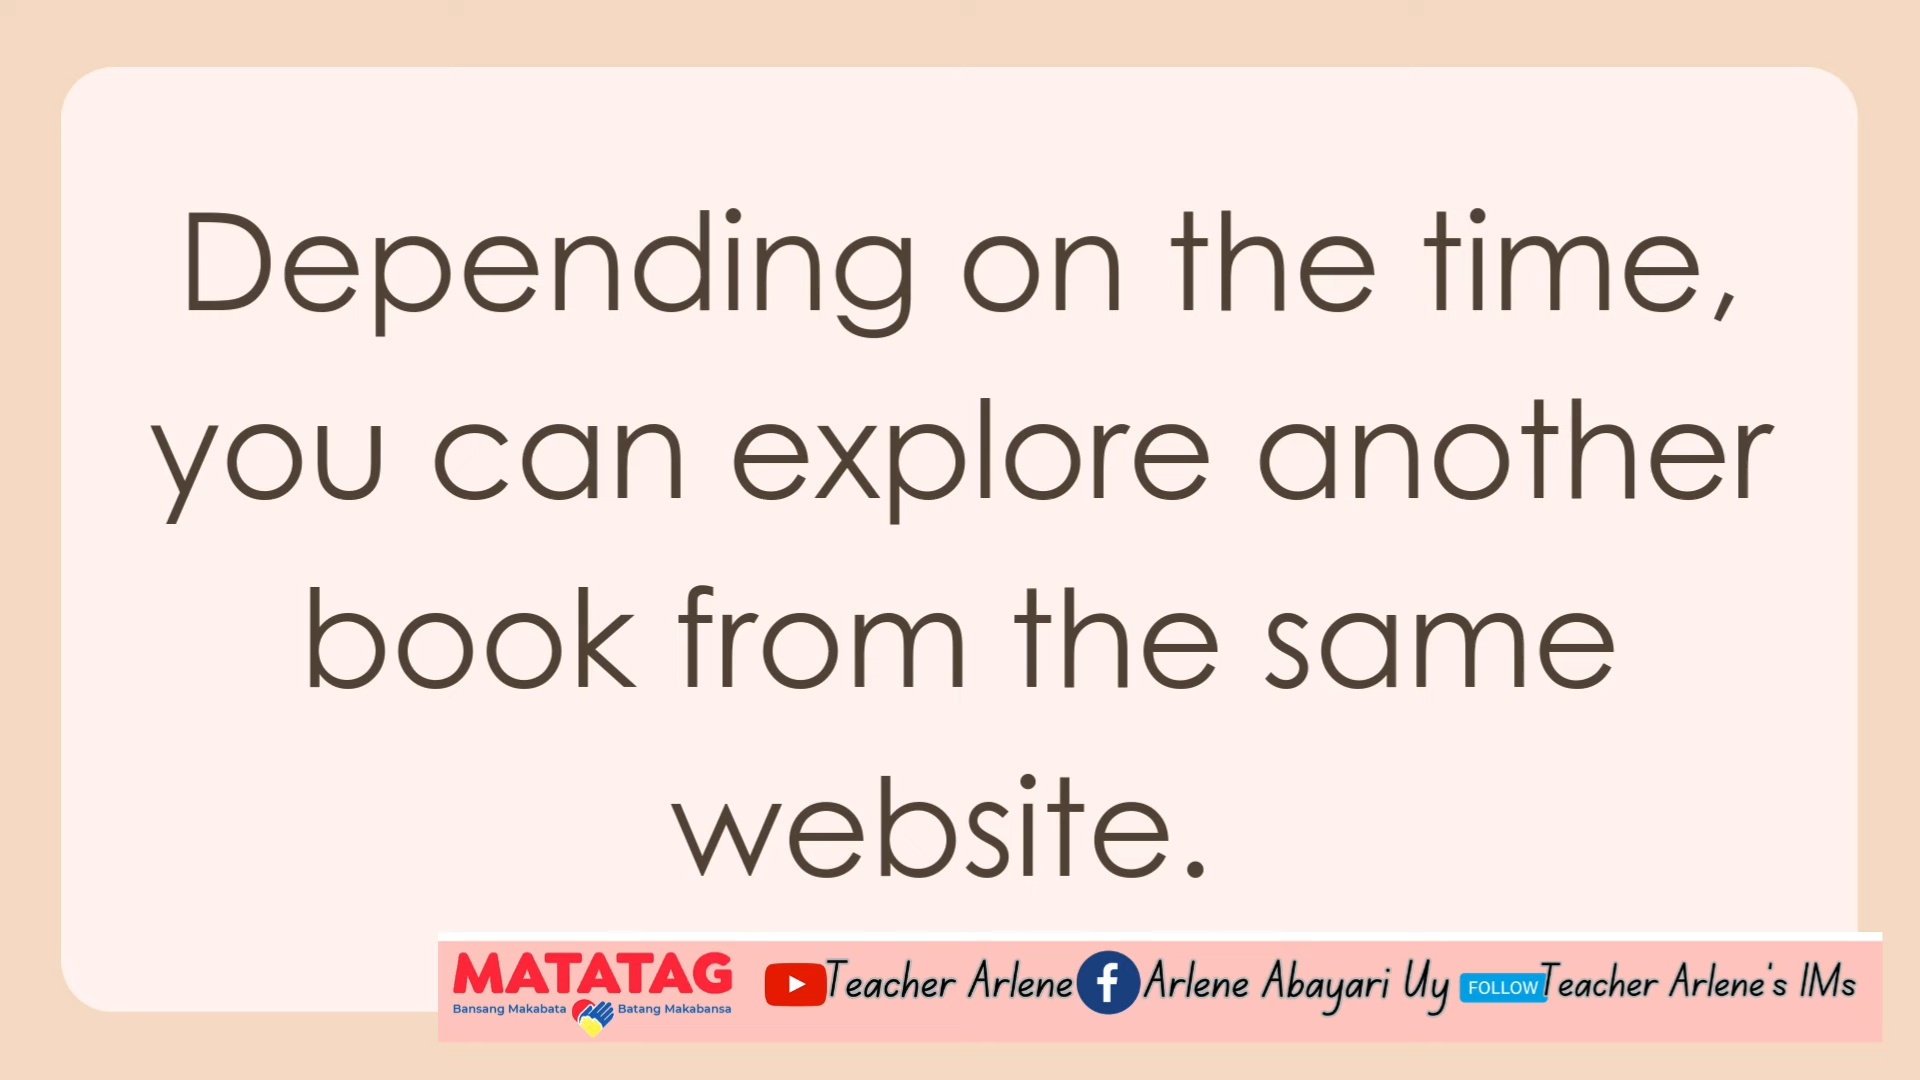 Depending on the time,
you can explore another
book from the same
website.
MATATAG
Bansang Makabata Batang Makabansa
Teacher Arlene
Arlene Abayari Uy
FOLLOW
Teacher Arlene's IMs